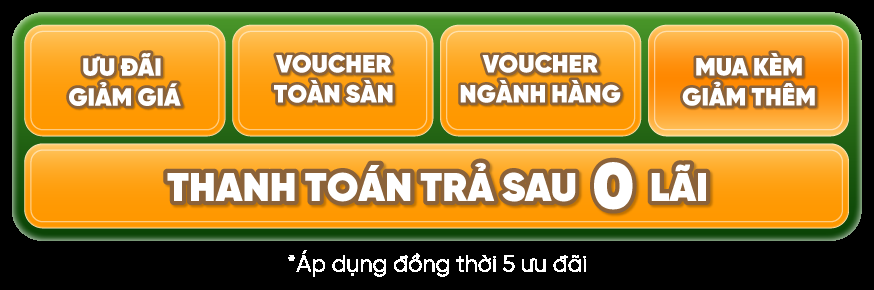 ƯU ĐÃI
GIẢM GIÁ
VOUCHER
TOÀN SÀN
VOUCHER
NGÀNH HÀNG
MUA KÈM
GIẢM THÊM
THANH TOÁN TRẢ SAU 0 LÃI
*Áp dụng đồng thời 5 ưu đãi